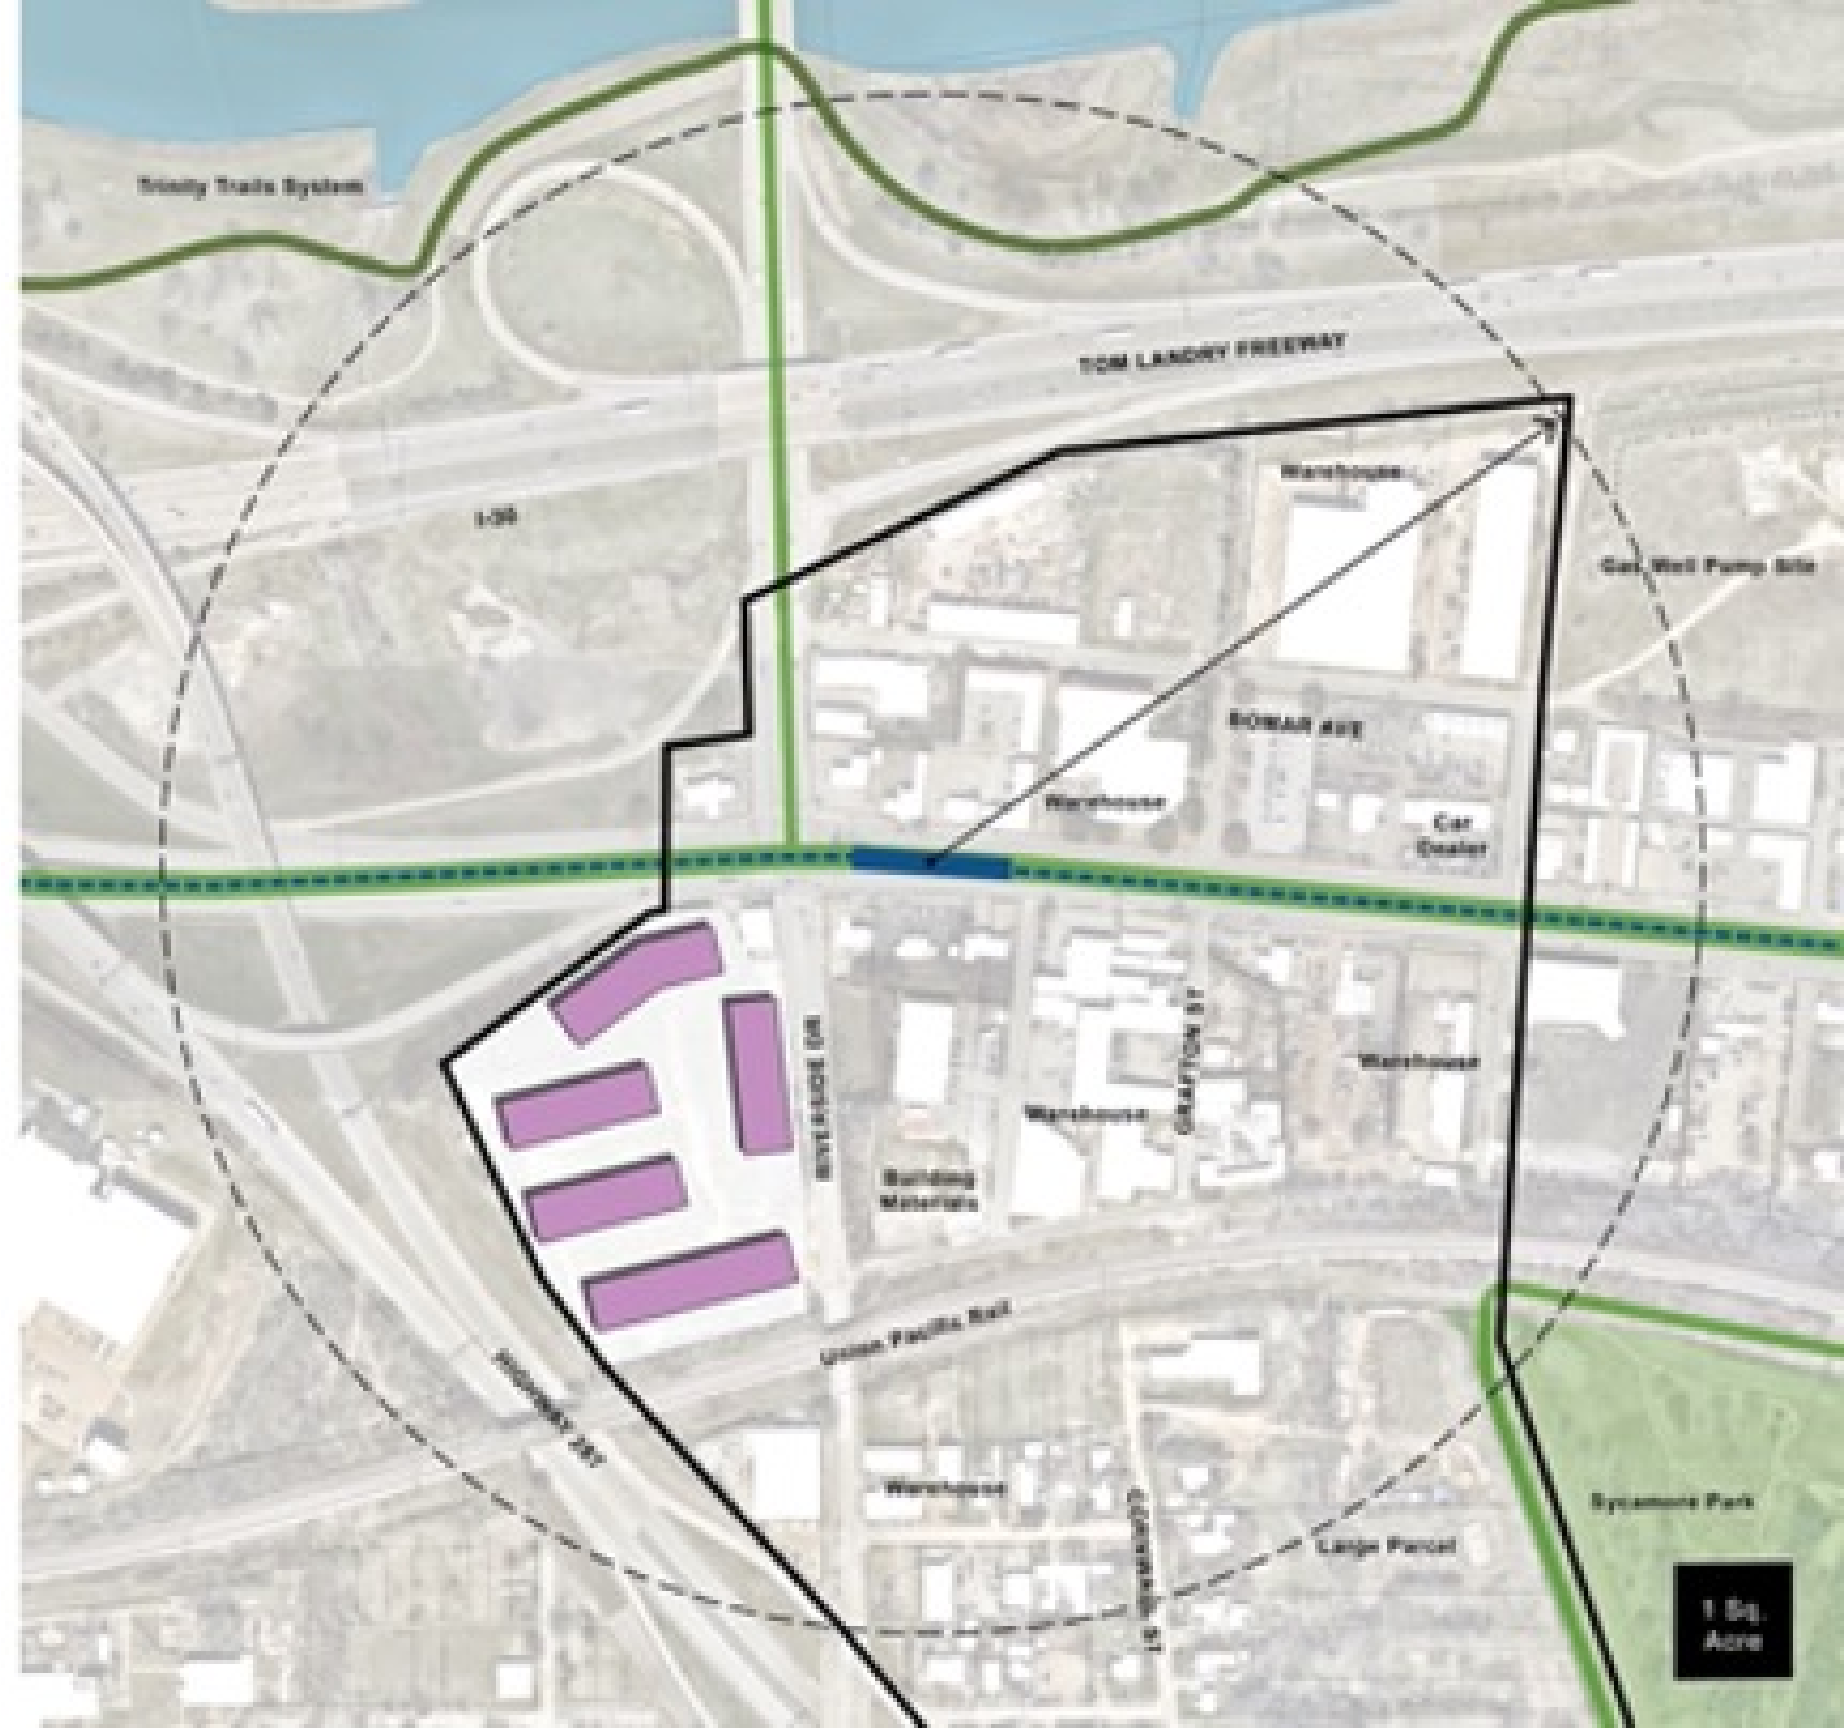 Trinity Trails System
TOM LANDRY FREEWAY
Warehouse
I-30
Gas Well Pump Site
BOMAR AVE
Warehouse
Car
Dealer
RIVERSIDE DR
GRAFTON ST
Warehouse
Warehouse
Building
Materials
Union Pacific Rail
HIGHWAY 287
Warehouse
Sycamore Park
Large Parcel
1 Sq.
Acre